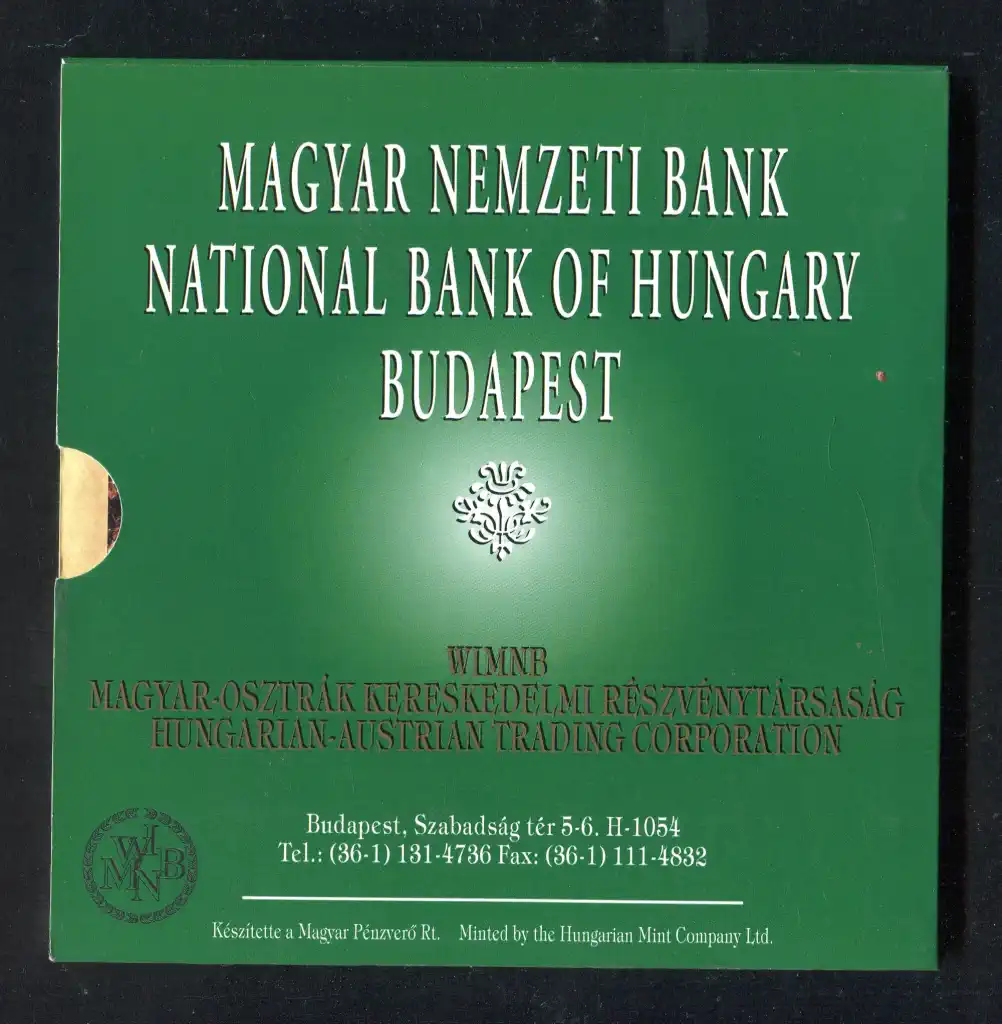 MAGYAR NEMZETI BANK
NATIONAL BANK OF HUNGARY
BUDAPEST
WIMNB
MAGYAR-OSZTRÁK KERESKEDELMI RÉSZVÉNYTÁRSASÁG
HUNGARIAN-AUSTRIAN TRADING CORPORATION
Budapest, Szabadság tér 5-6. H-1054
Tel.: (36-1) 131-4736 Fax: (36-1) 111-4832
WIMNB
Készítette a Magyar Pénzverő Rt. Minted by the Hungarian Mint Company Ltd.